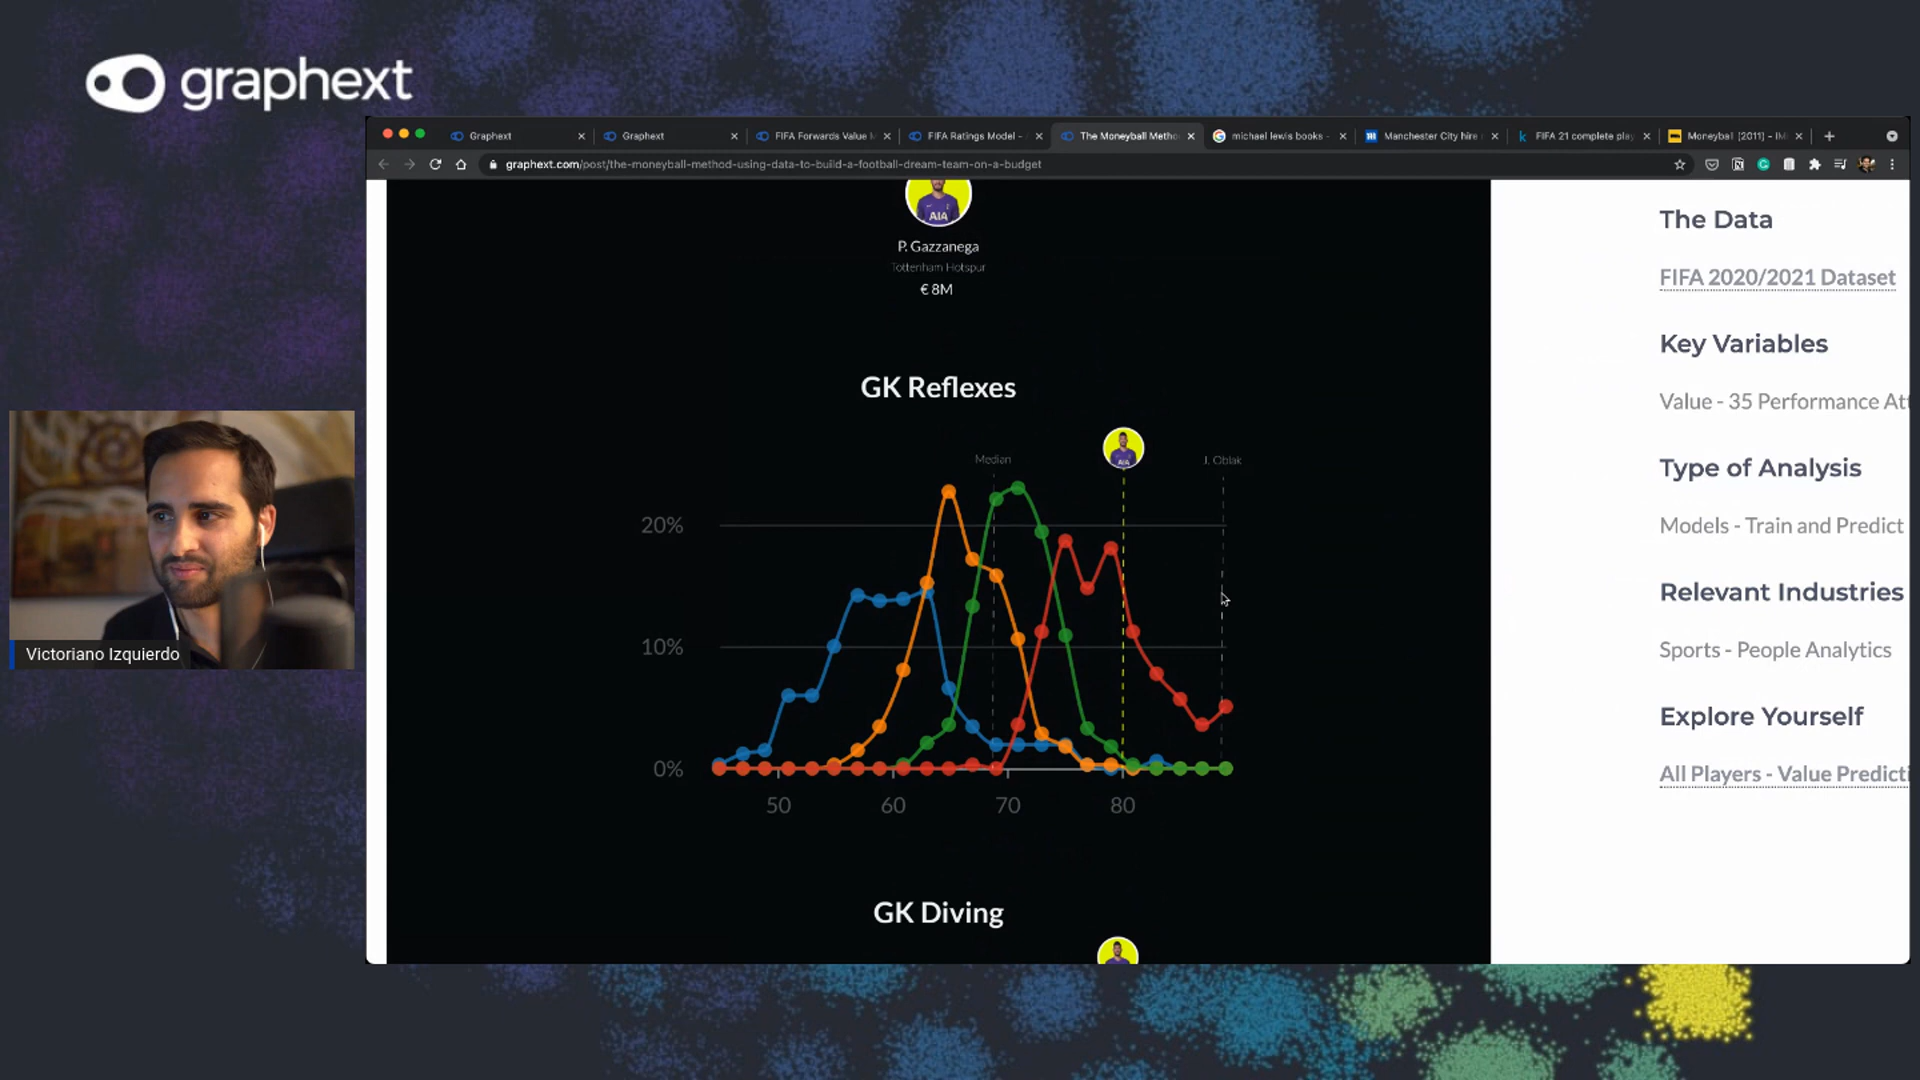 graphext
Graphext
Graphext
FIFA Forwards Value
FIFA Ratings Model -
The Moneyball Metho
michael lewis books -
Manchester City hire
FIFA 21 complete play
Moneyball [2011] - IM
graphext.com/post/the-moneyball-method-using-data-to-build-a-football-dream-team-on-a-budget
AIA
P. Gazzanega
Tottenham Hotspur
€ 8M
GK Reflexes
Median
J. Oblak
AIA
20%
10%
0%
50
60
70
80
GK Diving
The Data
FIFA 2020/2021 Dataset
Key Variables
Value - 35 Performance Att
Type of Analysis
Models - Train and Predict
Relevant Industries
Sports - People Analytics
Explore Yourself
All Players - Value Predicti
Victoriano Izquierdo